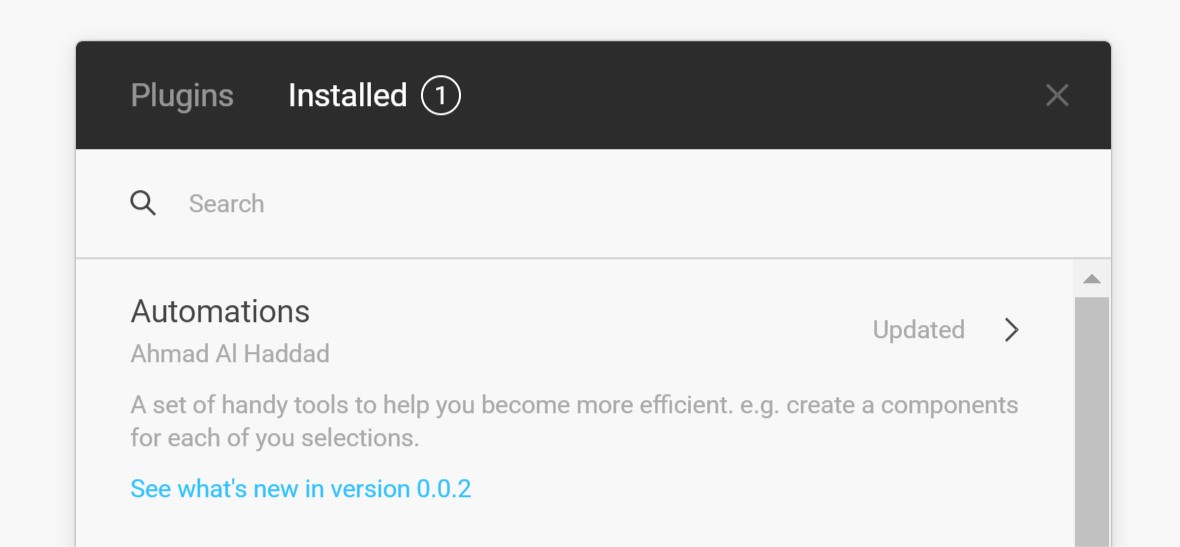 Plugins Installed 1
Search
Automations
Ahmad Al Haddad
Updated
A set of handy tools to help you become more efficient. e.g. create a components
for each of you selections.
See what's new in version 0.0.2